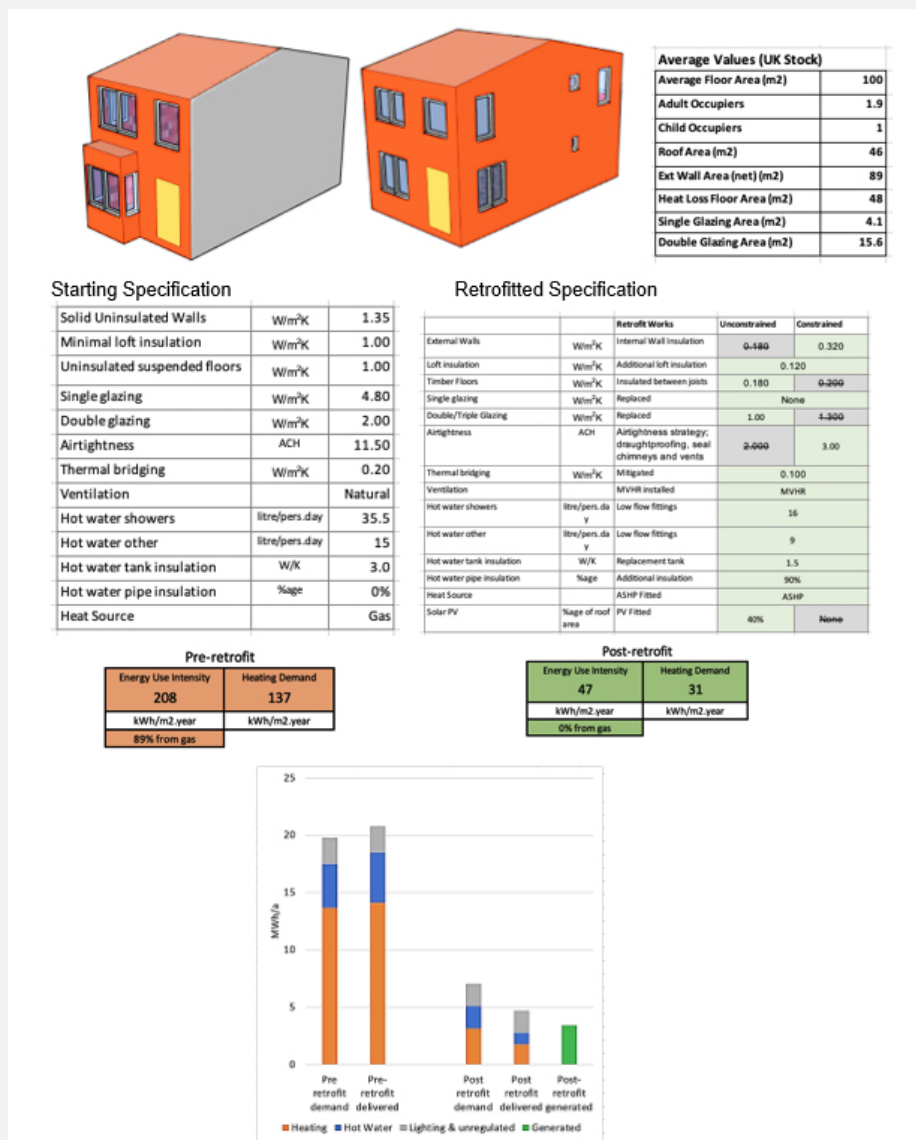 Average Values (UK Stock)
Average Floor Area (m2) 100
Adult Occupiers 1.9
Child Occupiers 1
Roof Area (m2) 46
Ext Wall Area (net) (m2) 89
Heat Loss Floor Area (m2) 48
Single Glazing Area (m2) 4.1
Double Glazing Area (m2) 15.6
Starting Specification
Solid Uninsulated Walls W/m²K 1.35
Minimal loft insulation W/m²K 1.00
Uninsulated suspended floors W/m²K 1.00
Single glazing W/m²K 4.80
Double glazing W/m²K 2.00
Airtightness ACH 11.50
Thermal bridging W/m²K 0.20
Ventilation Natural
Hot water showers litre/pers.day 35.5
Hot water other litre/pers.day 15
Hot water tank insulation W/K 3.0
Hot water pipe insulation %age 0%
Heat Source Gas
Retrofitted Specification
Retrofit Works Unconstrained Constrained
External Walls W/m²K Internal Wall Insulation 0.180 0.320
Loft insulation W/m²K Additional loft insulation 0.120
Timber Floors W/m²K Insulated between joists 0.180 0.200
Single glazing W/m²K Replaced None
Double/Triple Glazing W/m²K Replaced 1.00 1.300
Airtightness ACH Airtightness strategy;
draughtproofing, seal
chimneys and vents 2.000 3.00
Thermal bridging W/m²K Mitigated 0.100
Ventilation MVHR installed MVHR
Hot water showers litre/pers.da
y Low flow fittings 16
Hot water other litre/pers.da
y Low flow fittings 9
Hot water tank insulation W/K Replacement tank 1.5
Hot water pipe insulation %age Additional insulation 90%
Heat Source ASHP Fitted ASHP
Solar PV %age of roof
area PV Fitted 40% None
Pre-retrofit
Energy Use Intensity Heating Demand
208 137
kWh/m2.year kWh/m2.year
89% from gas
Post-retrofit
Energy Use Intensity Heating Demand
47 31
kWh/m2.year kWh/m2.year
0% from gas
25
20
15
10
5
0
MWh/a
Pre
retrofit
demand
Pre-
retrofit
delivered
Post
retrofit
demand
Post
retrofit
delivered
Post-
retrofit
generated
Heating Hot Water Lighting & unregulated Generated